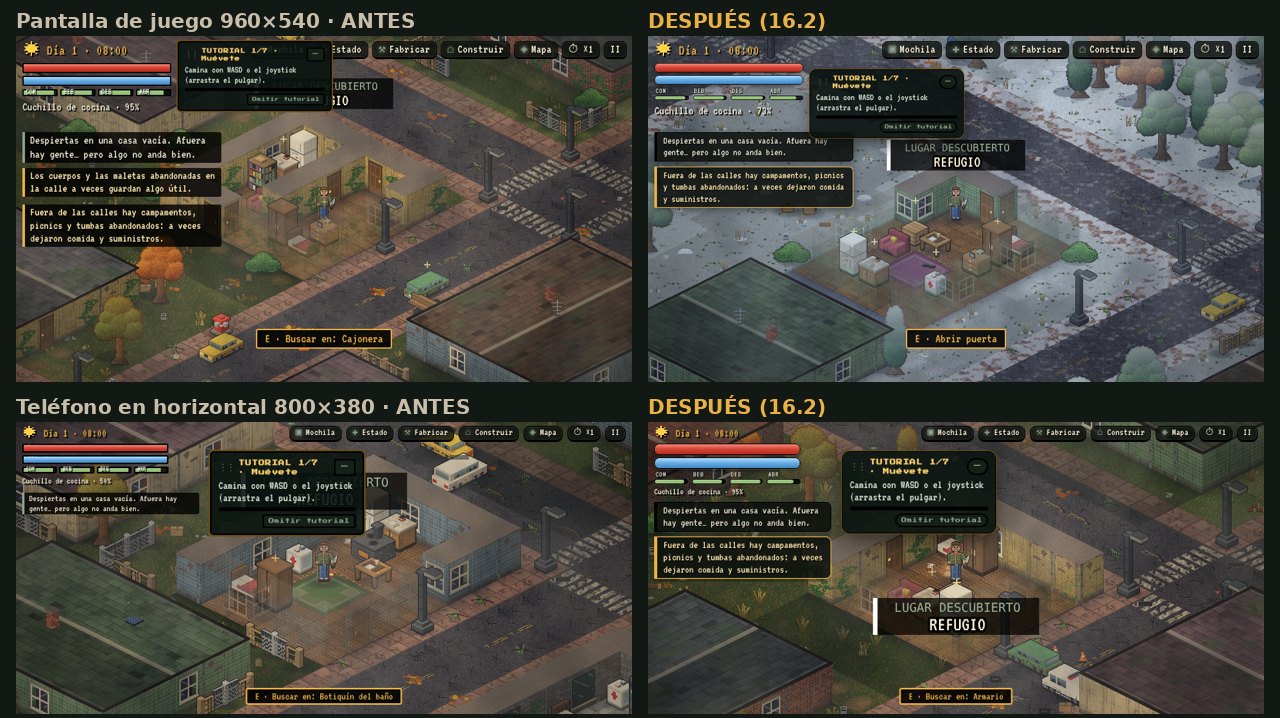 Pantalla de juego 960×540 · ANTES
DESPUÉS (16.2)
Día 1 · 08:00
TUTORIAL 1/7 ·
Muévete
Camina con WASD o el joystick
(arrastra el pulgar).
Omitir tutorial
Estado
Fabricar
Construir
Mapa
X1
II
CUBIERTO
GIO
Cuchillo de cocina · 95%
Despiertas en una casa vacía. Afuera
hay gente… pero algo no anda bien.
Los cuerpos y las maletas abandonadas en
la calle a veces guardan algo útil.
Fuera de las calles hay campamentos,
picnics y tumbas abandonados: a veces
dejaron comida y suministros.
E · Buscar en: Cajonera
Día 1 · 08:00
Mochila
Estado
Fabricar
Construir
Mapa
X1
II
COM BEB DES ABR
Cuchillo de cocina · 73%
TUTORIAL 1/7 ·
Muévete
Camina con WASD o el joystick
(arrastra el pulgar).
Omitir tutorial
Despiertas en una casa vacía. Afuera hay
gente… pero algo no anda bien.
LUGAR DESCUBIERTO
REFUGIO
Fuera de las calles hay campamentos, picnics
y tumbas abandonados: a veces dejaron comida
y suministros.
E · Abrir puerta
Teléfono en horizontal 800×380 · ANTES
DESPUÉS (16.2)
Día 1 · 08:00
Mochila
Estado
Fabricar
Construir
Mapa
X1
II
Cuchillo de cocina · 50%
TUTORIAL 1/7
· Muévete
Camina con WASD o el joystick
(arrastra el pulgar).
Omitir tutorial
Despiertas en una casa vacía. Afuera hay
gente… pero algo no anda bien.
RTO
E · Buscar en: Botiquín del baño
Día 1 · 08:00
Mochila
Estado
Fabricar
Construir
Mapa
X1
II
COM BEB DES ABR
Cuchillo de cocina · 95%
TUTORIAL 1/7
· Muévete
Camina con WASD o el joystick
(arrastra el pulgar).
Omitir tutorial
Despiertas en una casa vacía. Afuera
hay gente… pero algo no anda bien.
Fuera de las calles hay campamentos,
picnics y tumbas abandonados: a veces
dejaron comida y suministros.
LUGAR DESCUBIERTO
REFUGIO
E · Buscar en: Armario